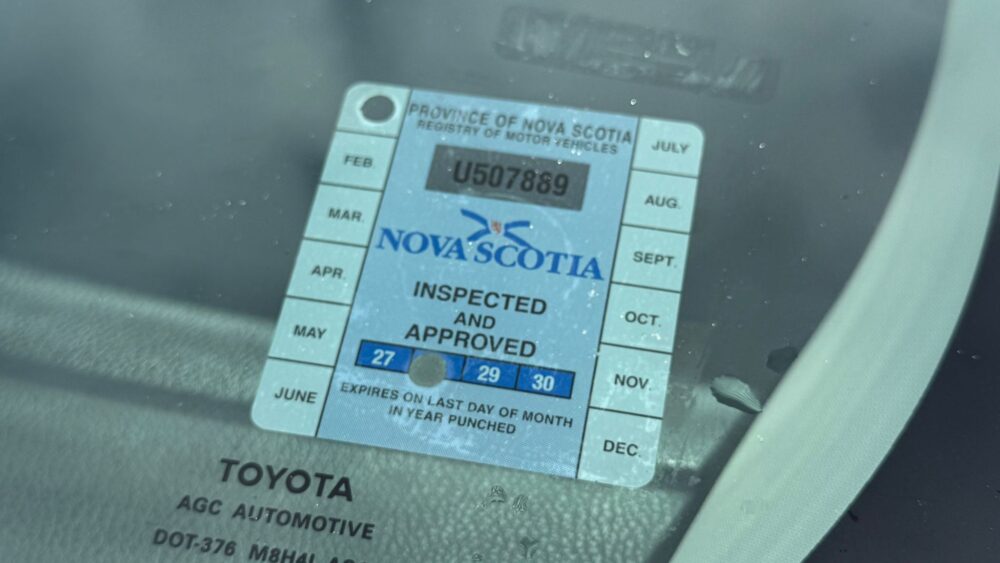 PROVINCE OF NOVA SCOTIA
REGISTRY OF MOTOR VEHICLES
U507889
NOVA SCOTIA
INSPECTED
AND
APPROVED
27 29 30
EXPIRES ON LAST DAY OF MONTH
IN YEAR PUNCHED
FEB
MAR.
APR.
MAY
JUNE
JULY
AUG.
SEPT.
OCT.
NOV.
DEC.
TOYOTA
AGC AUTOMOTIVE
DOT-376 M8H4L